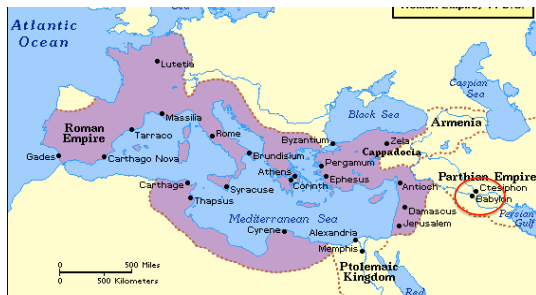 Atlantic
Ocean
Sea
Lutetia
Caspian
Sea
Black Sea
Armenia
Massilia
Roman
Empire
Tarraco
Rome
Byzantium
Zela
Cappadocia
Brundisium
Pergamum
Gades
Carthago Nova
Athens
Ephesus
Parthian Empire
Carthage
Syracuse
Corinth
Antioch
Ctesiphon
Babylon
Thapsus
Persian
Gulf
Mediterranean Sea
Damascus
Cyrene
Alexandria
Jerusalem
Memphis
0 500 Miles
0 500 Kilometers
Ptolemaic
Kingdom
Red